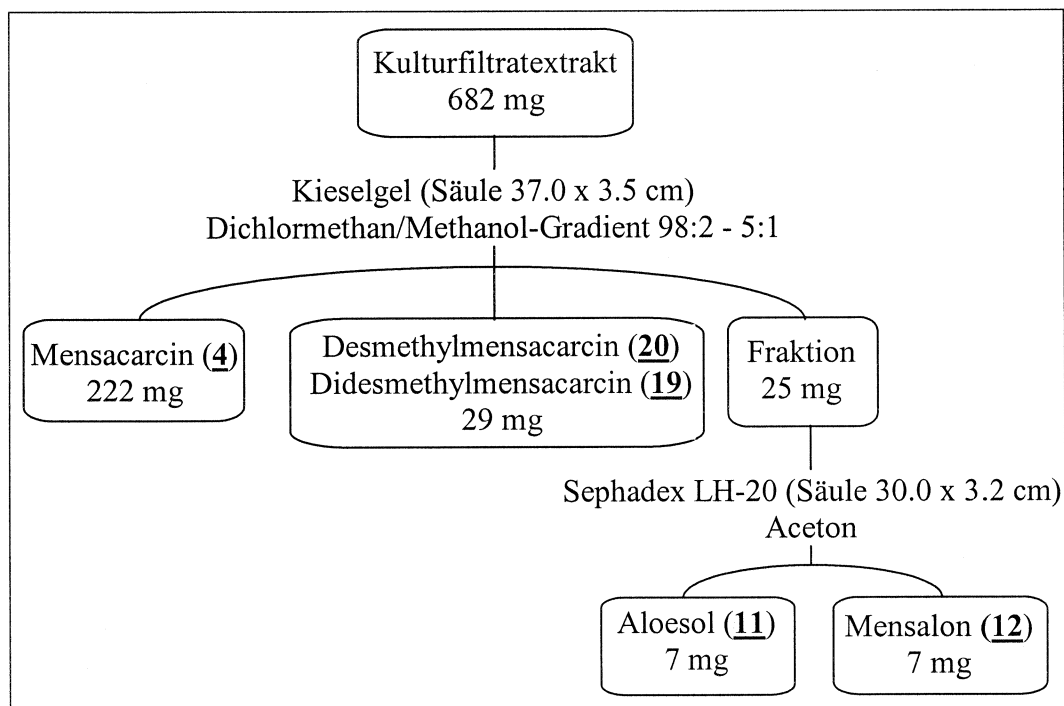 Kulturfiltratextrakt
682 mg
Kieselgel (Säule 37.0 x 3.5 cm)
Dichlormethan/Methanol-Gradient 98:2 - 5:1
Mensacarcin (4)
222 mg
Desmethylmensacarcin (20)
Didesmethylmensacarcin (19)
29 mg
Fraktion
25 mg
Sephadex LH-20 (Säule 30.0 x 3.2 cm)
Aceton
Aloesol (11)
7 mg
Mensalon (12)
7 mg